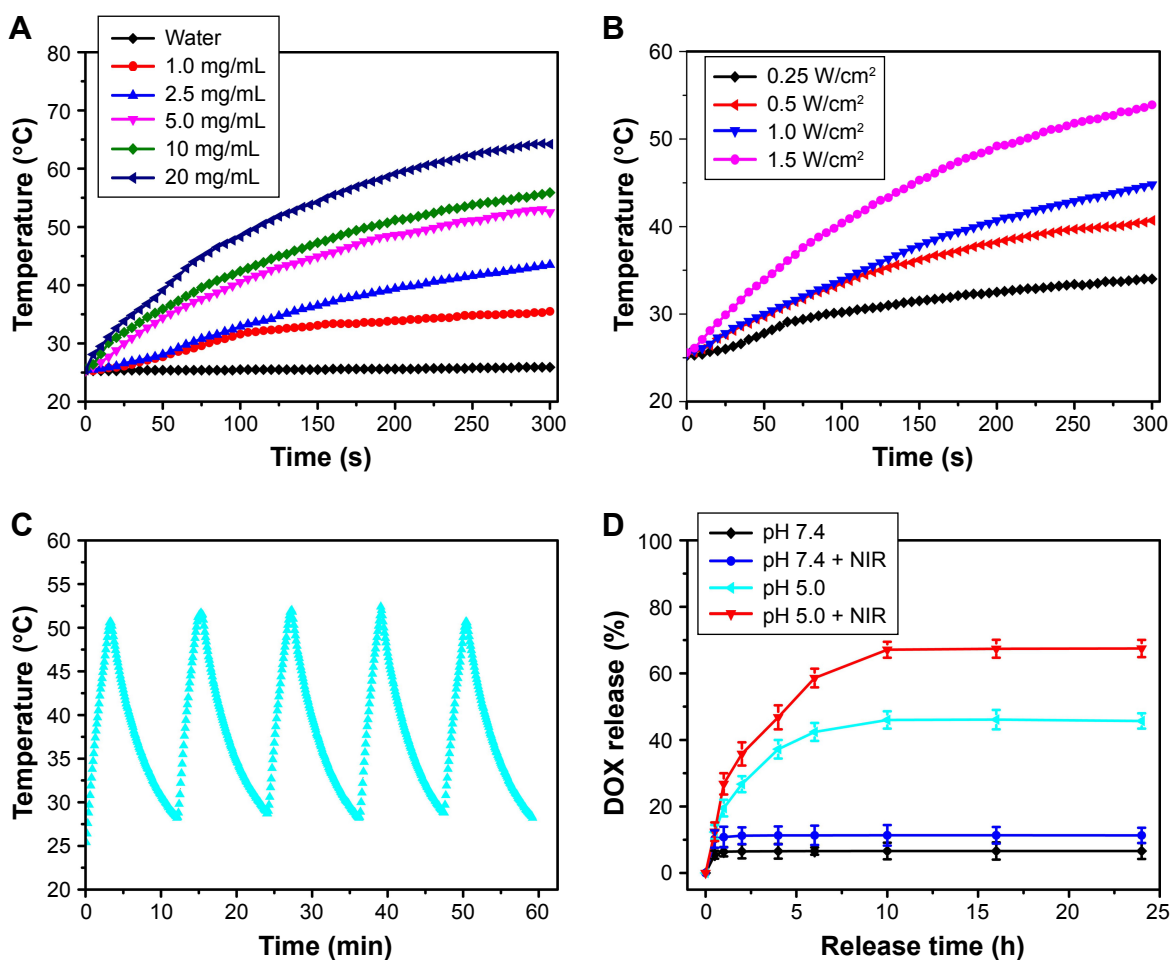 A
Temperature (°C)
80
70
60
50
40
30
20
Water
1.0 mg/mL
2.5 mg/mL
5.0 mg/mL
10 mg/mL
20 mg/mL
0 50 100 150 200 250 300
Time (s)
B
Temperature (°C)
60
50
40
30
20
0.25 W/cm²
0.5 W/cm²
1.0 W/cm²
1.5 W/cm²
0 50 100 150 200 250 300
Time (s)
C
Temperature (°C)
60
55
50
45
40
35
30
25
20
0 10 20 30 40 50 60
Time (min)
D
DOX release (%)
100
80
60
40
20
0
pH 7.4
pH 7.4 + NIR
pH 5.0
pH 5.0 + NIR
0 5 10 15 20 25
Release time (h)